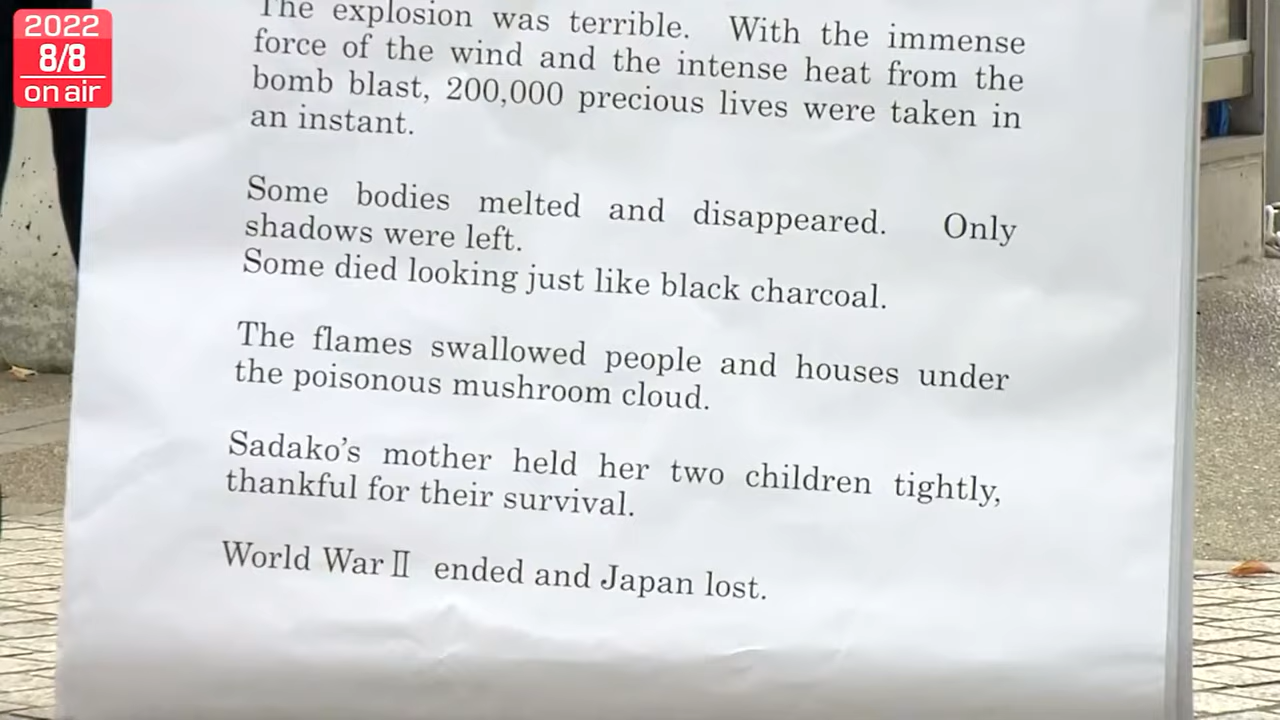 2022
8/8
on air
The explosion was terrible. With the immense
force of the wind and the intense heat from the
bomb blast, 200,000 precious lives were taken in
an instant.
Some bodies melted and disappeared. Only
shadows were left.
Some died looking just like black charcoal.
The flames swallowed people and houses under
the poisonous mushroom cloud.
Sadako's mother held her two children tightly,
thankful for their survival.
World War Ⅱ ended and Japan lost.